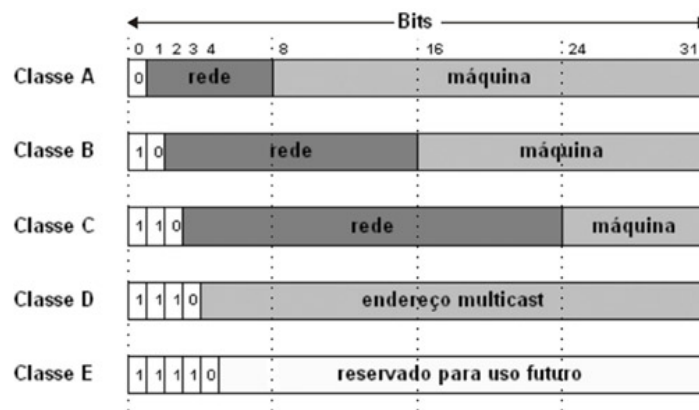 Bits
0 1 2 3 4 8 16 24 31
Classe A 0 rede máquina
Classe B 1 0 rede máquina
Classe C 1 1 0 rede máquina
Classe D 1 1 1 0 endereço multicast
Classe E 1 1 1 1 0 reservado para uso futuro